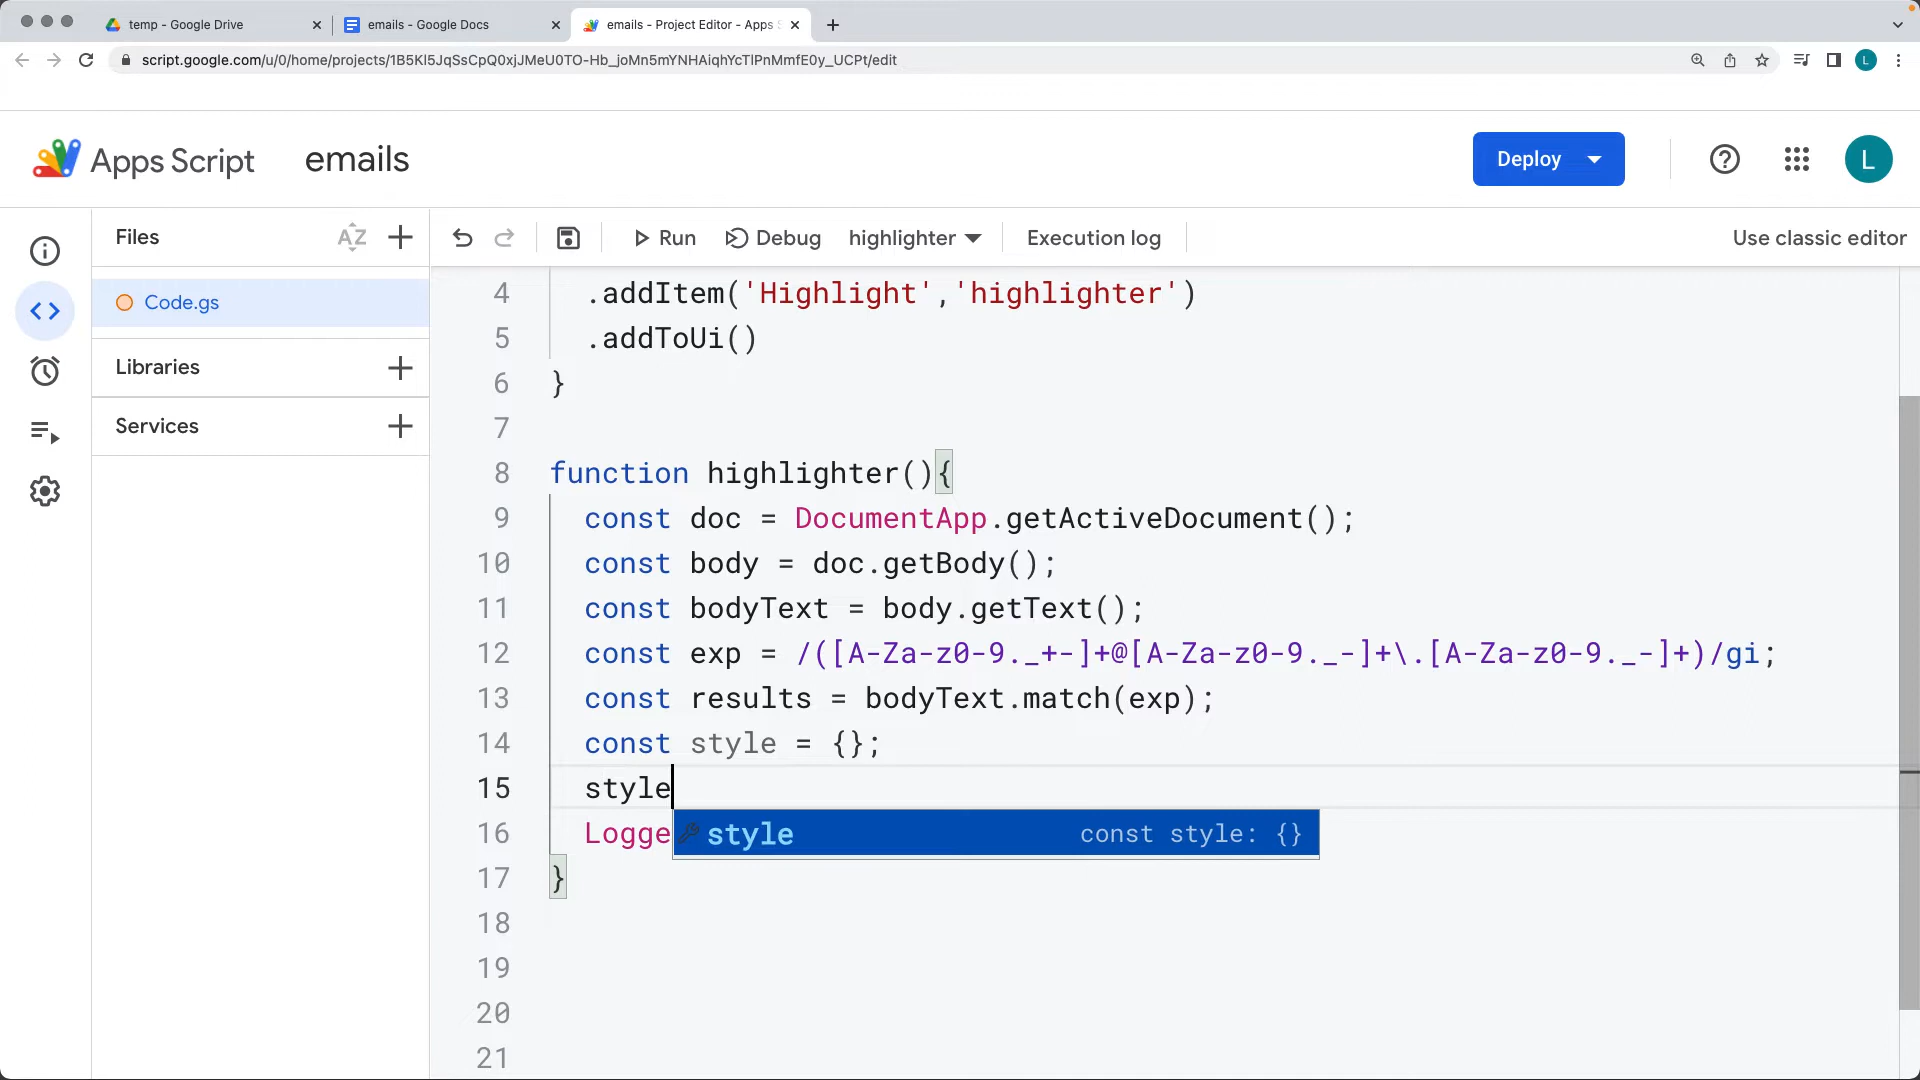 temp - Google Drive
emails - Google Docs
emails - Project Editor - Apps S
script.google.com/u/0/home/projects/1B5Kl5JqSsCpQ0xjJMeU0TO-Hb_joMn5mYNHAiqhYcTlPnMmfE0y_UCPt/edit
L
Apps Script
emails
Deploy
L
Files
AZ
Run
Debug
highlighter
Execution log
Use classic editor
Code.gs
Libraries
Services
4 .addItem('Highlight','highlighter')
5 .addToUi()
6 }
7
8 function highlighter(){
9 const doc = DocumentApp.getActiveDocument();
10 const body = doc.getBody();
11 const bodyText = body.getText();
12 const exp = /([A-Za-z0-9._+-]+@[A-Za-z0-9._-]+\.[A-Za-z0-9._-]+)/gi;
13 const results = bodyText.match(exp);
14 const style = {};
15 style
16 Logge
style const style: {}
17 }
18
19
20
21